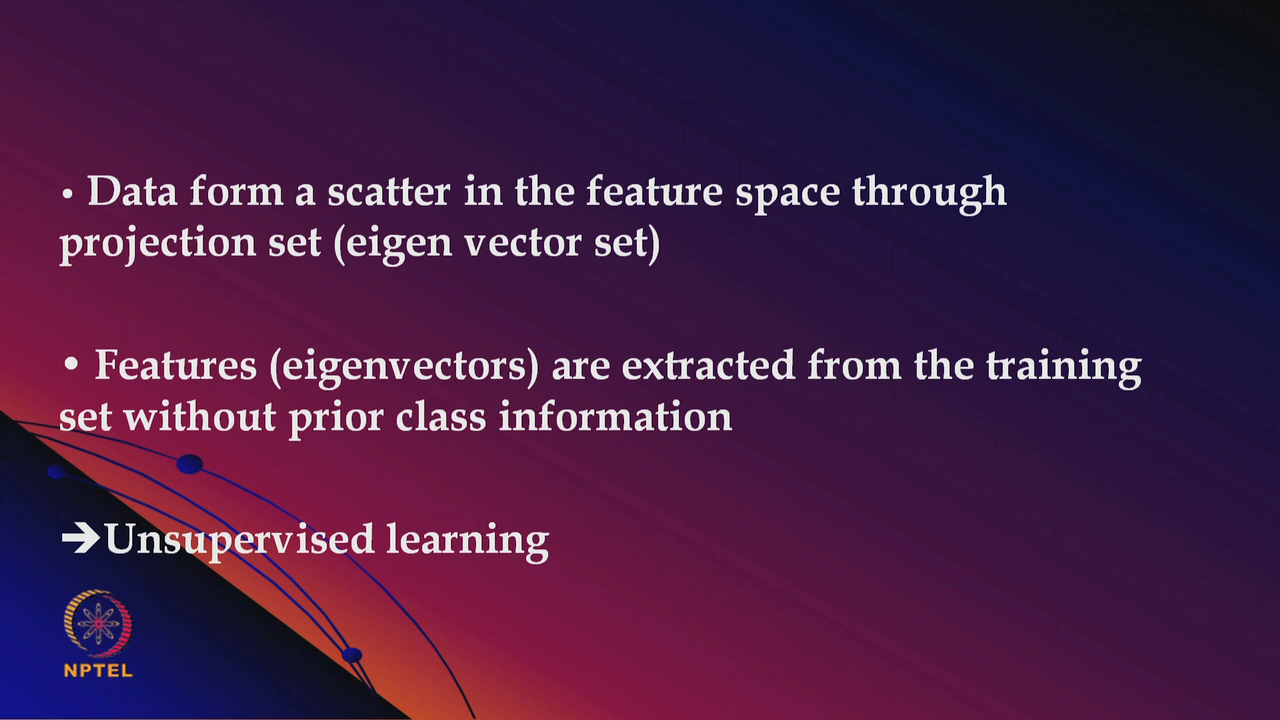 • Data form a scatter in the feature space through
projection set (eigen vector set)
• Features (eigenvectors) are extracted from the training
set without prior class information
➔Unsupervised learning
NPTEL